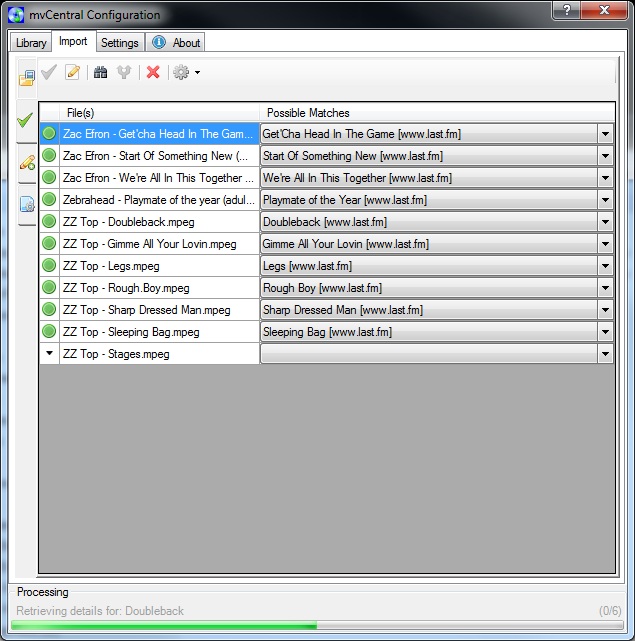 mvCentral Configuration
Library Import Settings About
File(s) Possible Matches
Zac Efron - Get'cha Head In The Gam... Get'Cha Head In The Game [www.last.fm]
Zac Efron - Start Of Something New (... Start Of Something New [www.last.fm]
Zac Efron - We're All In This Together ... We're All In This Together [www.last.fm]
Zebrahead - Playmate of the year (adul... Playmate of the Year [www.last.fm]
ZZ Top - Doubleback.mpeg Doubleback [www.last.fm]
ZZ Top - Gimme All Your Lovin.mpeg Gimme All Your Lovin [www.last.fm]
ZZ Top - Legs.mpeg Legs [www.last.fm]
ZZ Top - Rough.Boy.mpeg Rough Boy [www.last.fm]
ZZ Top - Sharp Dressed Man.mpeg Sharp Dressed Man [www.last.fm]
ZZ Top - Sleeping Bag.mpeg Sleeping Bag [www.last.fm]
ZZ Top - Stages.mpeg
Processing
Retrieving details for: Doubleback (0/6)